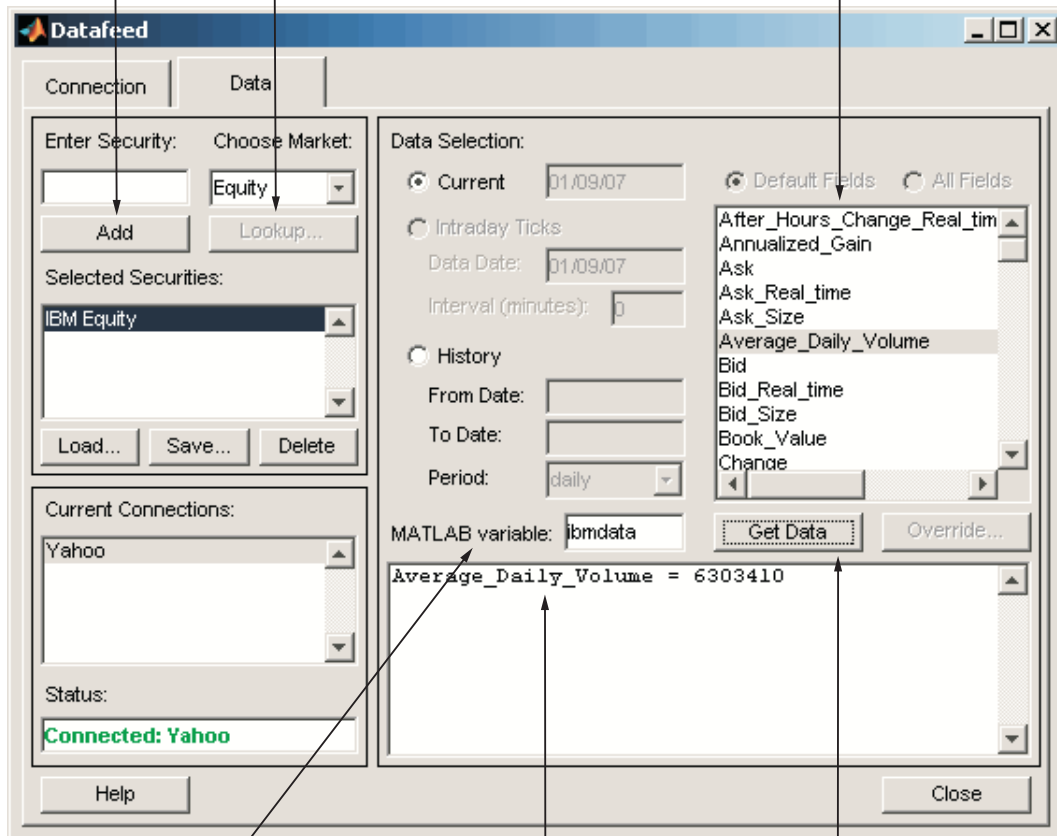 Datafeed
Connection Data
Enter Security: Choose Market:
Equity
Add Lookup...
Selected Securities:
IBM Equity
Load... Save... Delete
Current Connections:
Yahoo
Status:
Connected: Yahoo
Data Selection:
Current 01/09/07
Intraday Ticks
Data Date: 01/09/07
Interval (minutes): 0
History
From Date:
To Date:
Period: daily
Default Fields All Fields
After_Hours_Change_Real_tim
Annualized_Gain
Ask
Ask_Real_time
Ask_Size
Average_Daily_Volume
Bid
Bid_Real_time
Bid_Size
Book_Value
Change
MATLAB variable: ibmdata Get Data Override...
Average_Daily_Volume = 6303410
Help Close